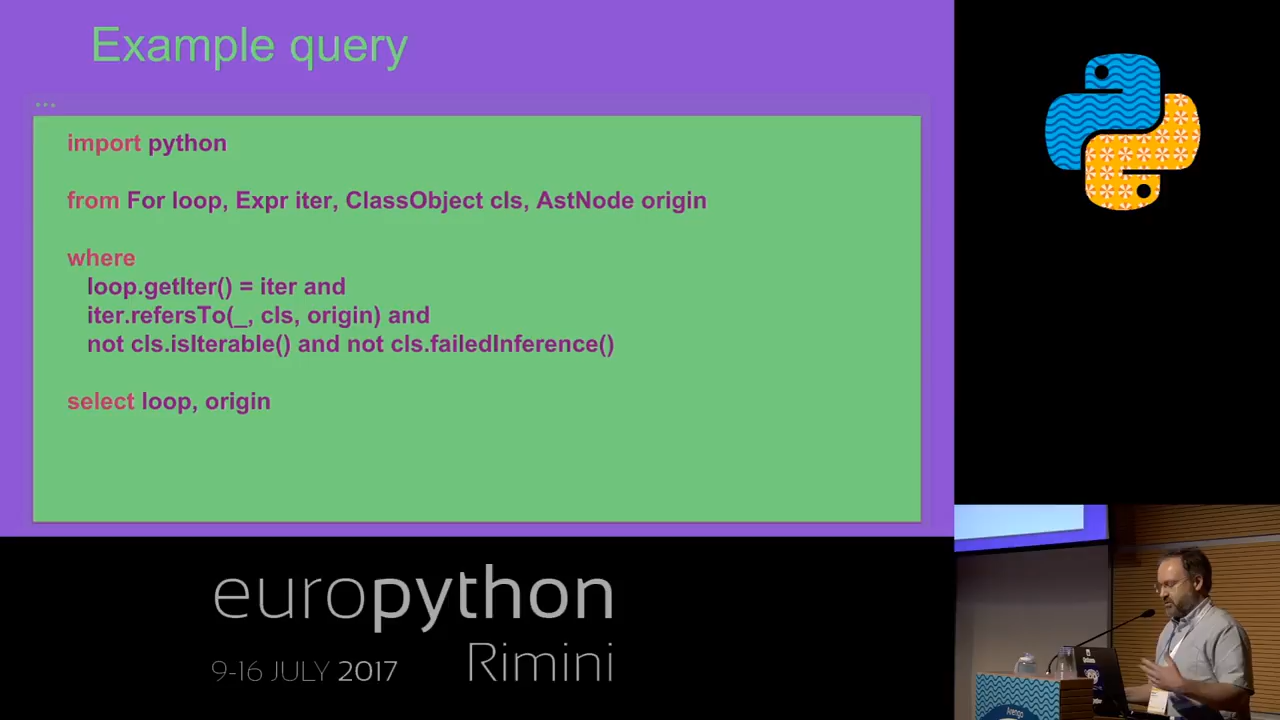 Example query
import python
from For loop, Expr iter, ClassObject cls, AstNode origin
where
loop.getIter() = iter and
iter.refersTo(_, cls, origin) and
not cls.isIterable() and not cls.failedInference()
select loop, origin
europython
9-16 JULY 2017
Rimini